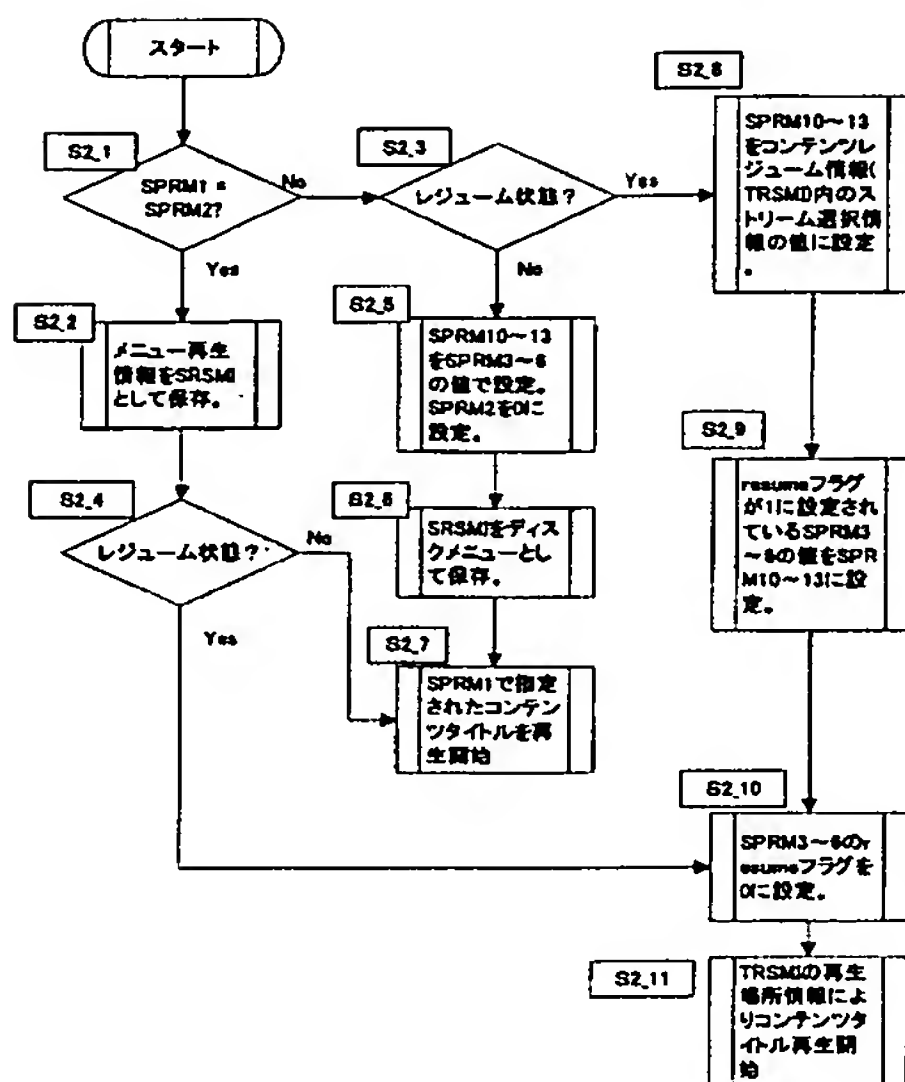 スタート
S2_1
SPRM1 =
SPRM2?
No
Yes
S2_3
レジューム状態?
Yes
No
S2_8
SPRM10～13
をコンテンツレ
ジューム情報(
TRSMI)内のス
トリーム選択情
報の値に設定
。
S2_2
メニュー再生
情報をSRSMI
として保存。
S2_5
SPRM10～13
をSPRM3～6
の値で設定。
SPRM2を0に
設定。
S2_9
resumeフラグ
が1に設定され
ているSPRM3
～6の値をSPR
M10～13に設
定。
S2_4
レジューム状態?
No
Yes
S2_6
SRSMIをディス
クメニューとし
て保存。
S2_7
SPRM1で指定
されたコンテン
ツタイトルを再
生開始
S2_10
SPRM3～6のr
esumeフラグを
0に設定。
S2_11
TRSMIの再生
場所情報によ
りコンテンツタ
イトル再生開
始